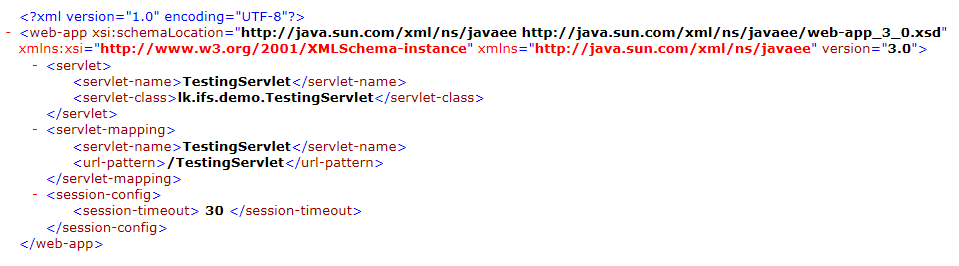 <?xml version="1.0" encoding="UTF-8"?>
- <web-app xsi:schemaLocation="http://java.sun.com/xml/ns/javaee http://java.sun.com/xml/ns/javaee/web-app_3_0.xsd"
xmlns:xsi="http://www.w3.org/2001/XMLSchema-instance" xmlns="http://java.sun.com/xml/ns/javaee" version="3.0">
- <servlet>
<servlet-name>TestingServlet</servlet-name>
<servlet-class>lk.ifs.demo.TestingServlet</servlet-class>
</servlet>
- <servlet-mapping>
<servlet-name>TestingServlet</servlet-name>
<url-pattern>/TestingServlet</url-pattern>
</servlet-mapping>
- <session-config>
<session-timeout> 30 </session-timeout>
</session-config>
</web-app>